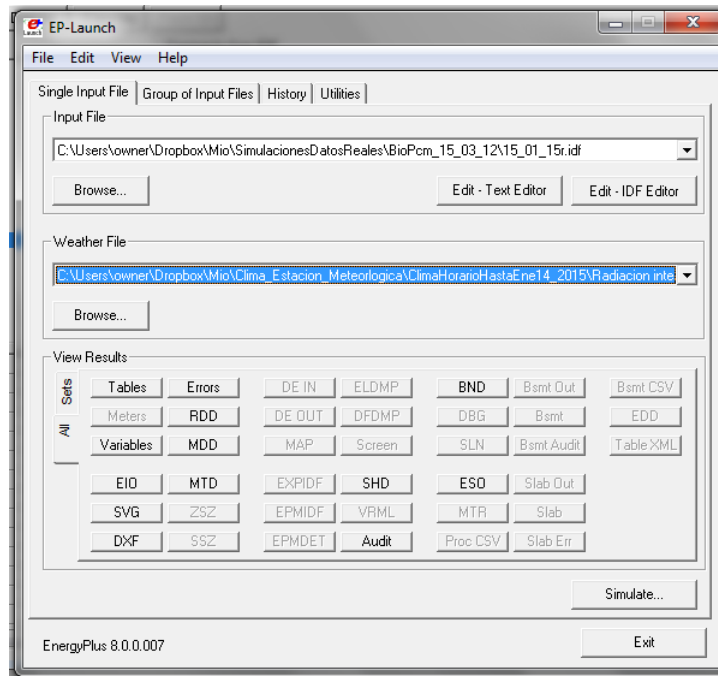 EP-Launch
File Edit View Help
Single Input File Group of Input Files History Utilities
Input File
C:\Users\owner\Dropbox\Mio\SimulacionesDatosReales\BioPcm_15_03_12\15_01_15r.idf
Browse... Edit - Text Editor Edit - IDF Editor
Weather File
C:\Users\owner\Dropbox\Mio\Clima_Estacion_Meteorlogica\ClimaHorarioHastaEne14_2015\Radiacion inte
Browse...
View Results
Sets
All
Tables Errors DE IN ELDMP BND Bsmt Out Bsmt CSV
Meters RDD DE OUT DFDMP DBG Bsmt EDD
Variables MDD MAP Screen SLN Bsmt Audit Table XML
EIO MTD EXPIDF SHD ESO Slab Out
SVG ZSZ EPMIDF VRML MTR Slab
DXF SSZ EPMDET Audit Proc CSV Slab Err
Simulate...
EnergyPlus 8.0.0.007 Exit